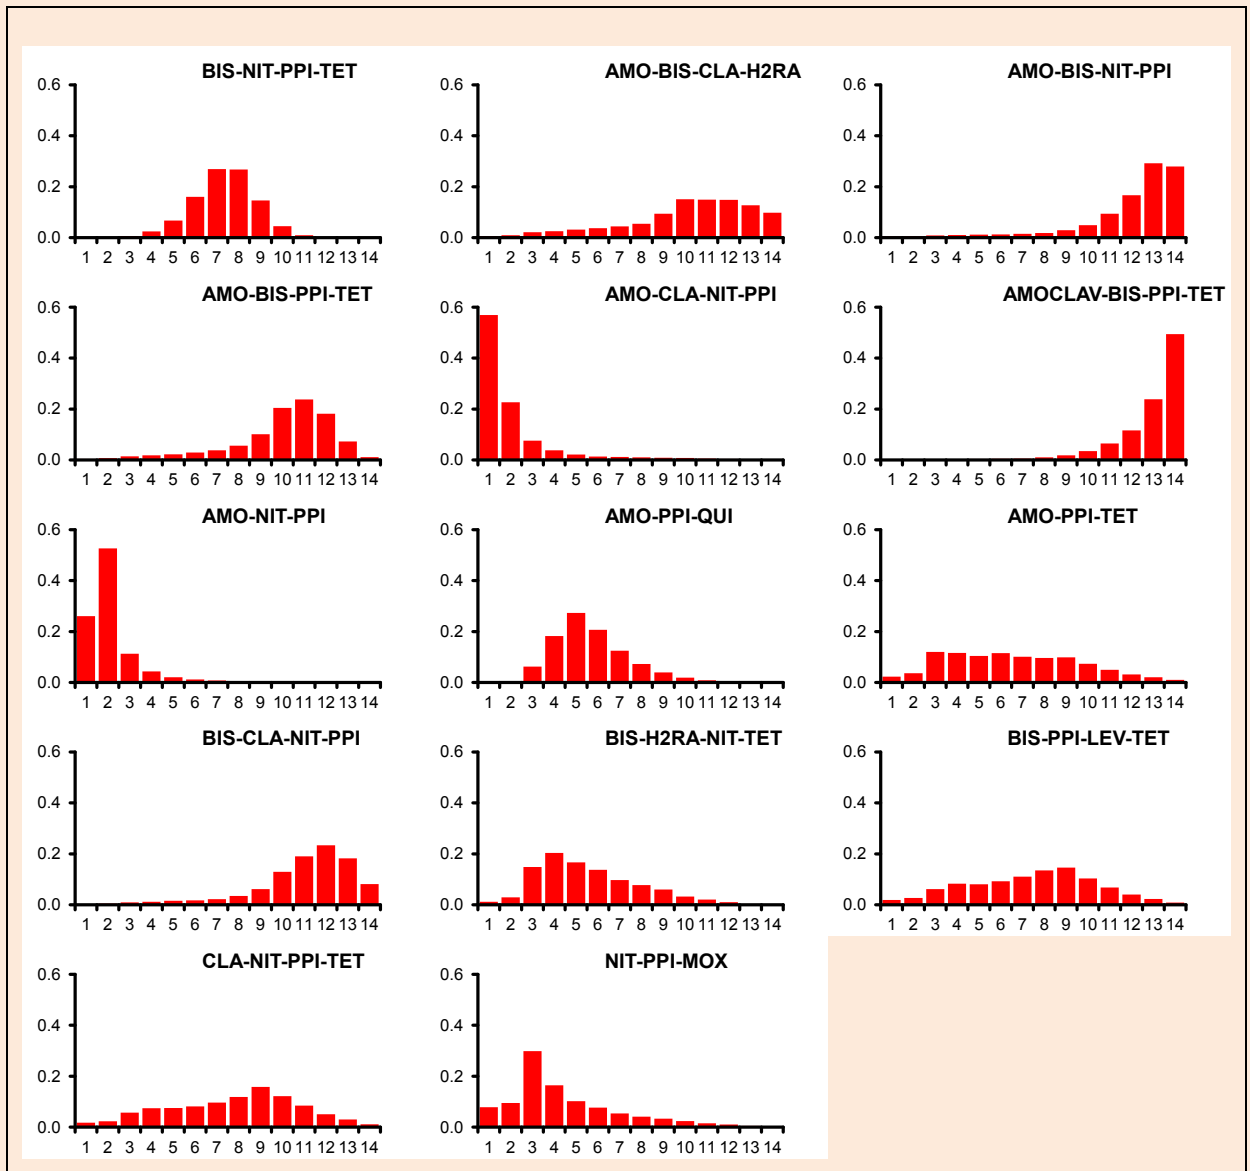 BIS-NIT-PPI-TET
0.6
0.4
0.2
0.0
1 2 3 4 5 6 7 8 9 10 11 12 13 14
AMO-BIS-CLA-H2RA
0.6
0.4
0.2
0.0
1 2 3 4 5 6 7 8 9 10 11 12 13 14
AMO-BIS-NIT-PPI
0.6
0.4
0.2
0.0
1 2 3 4 5 6 7 8 9 10 11 12 13 14
AMO-BIS-PPI-TET
0.6
0.4
0.2
0.0
1 2 3 4 5 6 7 8 9 10 11 12 13 14
AMO-CLA-NIT-PPI
0.6
0.4
0.2
0.0
1 2 3 4 5 6 7 8 9 10 11 12 13 14
AMOCLAV-BIS-PPI-TET
0.6
0.4
0.2
0.0
1 2 3 4 5 6 7 8 9 10 11 12 13 14
AMO-NIT-PPI
0.6
0.4
0.2
0.0
1 2 3 4 5 6 7 8 9 10 11 12 13 14
AMO-PPI-QUI
0.6
0.4
0.2
0.0
1 2 3 4 5 6 7 8 9 10 11 12 13 14
AMO-PPI-TET
0.6
0.4
0.2
0.0
1 2 3 4 5 6 7 8 9 10 11 12 13 14
BIS-CLA-NIT-PPI
0.6
0.4
0.2
0.0
1 2 3 4 5 6 7 8 9 10 11 12 13 14
BIS-H2RA-NIT-TET
0.6
0.4
0.2
0.0
1 2 3 4 5 6 7 8 9 10 11 12 13 14
BIS-PPI-LEV-TET
0.6
0.4
0.2
0.0
1 2 3 4 5 6 7 8 9 10 11 12 13 14
CLA-NIT-PPI-TET
0.6
0.4
0.2
0.0
1 2 3 4 5 6 7 8 9 10 11 12 13 14
NIT-PPI-MOX
0.6
0.4
0.2
0.0
1 2 3 4 5 6 7 8 9 10 11 12 13 14